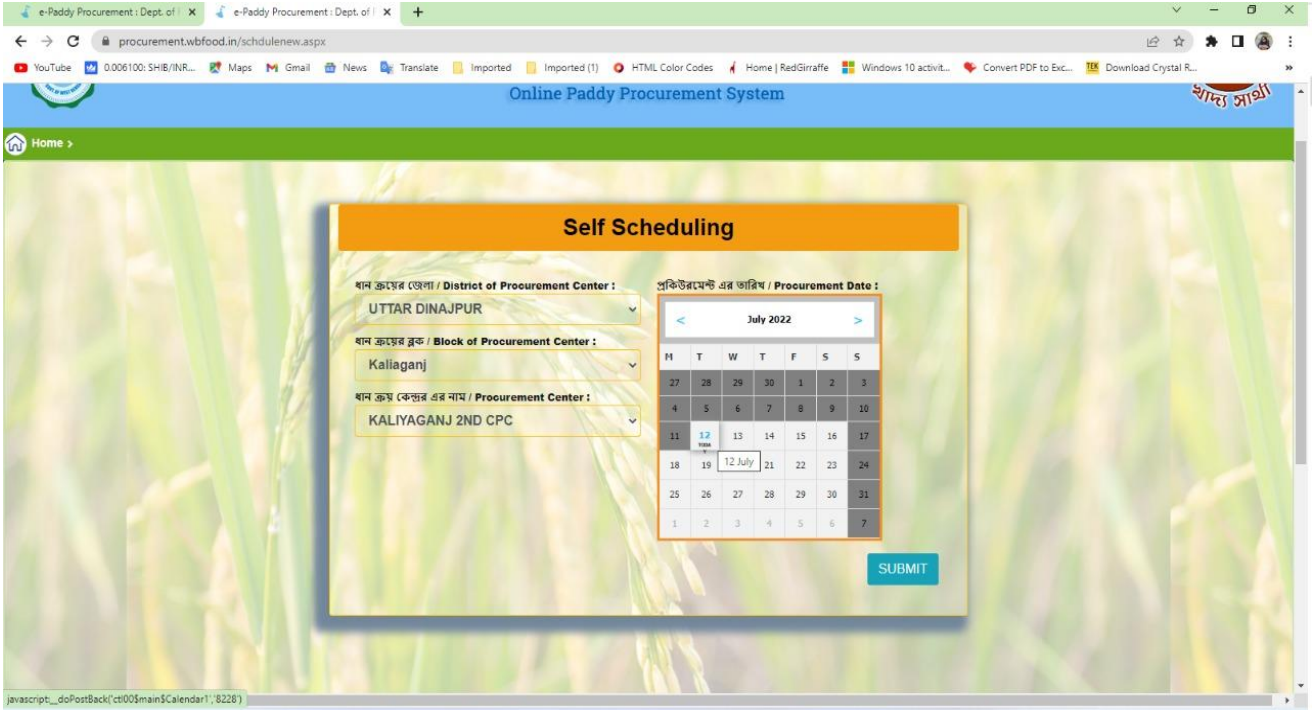 e-Paddy Procurement : Dept. of F
e-Paddy Procurement : Dept. of F
procurement.wbfood.in/schdulenew.aspx
YouTube 0.006100: SHIB/INR... Maps Gmail News Translate Imported Imported (1) HTML Color Codes Home | RedGirraffe Windows 10 activit... Convert PDF to Exc... TEK Download Crystal R... »
Online Paddy Procurement System
খাদ্য সাথী
Home >
Self Scheduling
ধান ক্রয়ের জেলা / District of Procurement Center :
UTTAR DINAJPUR
ধান ক্রয়ের ব্লক / Block of Procurement Center :
Kaliaganj
ধান ক্রয় কেন্দ্রর এর নাম / Procurement Center :
KALIYAGANJ 2ND CPC
প্রকিউরমেন্ট এর তারিখ / Procurement Date :
< July 2022 >
M T W T F S S
27 28 29 30 1 2 3
4 5 6 7 8 9 10
11 12 13 14 15 16 17
TODAY
18 19 21 22 23 24
12 July
25 26 27 28 29 30 31
1 2 3 4 5 6 7
SUBMIT
javascript:__doPostBack('ctl00$main$Calendar1','8228')